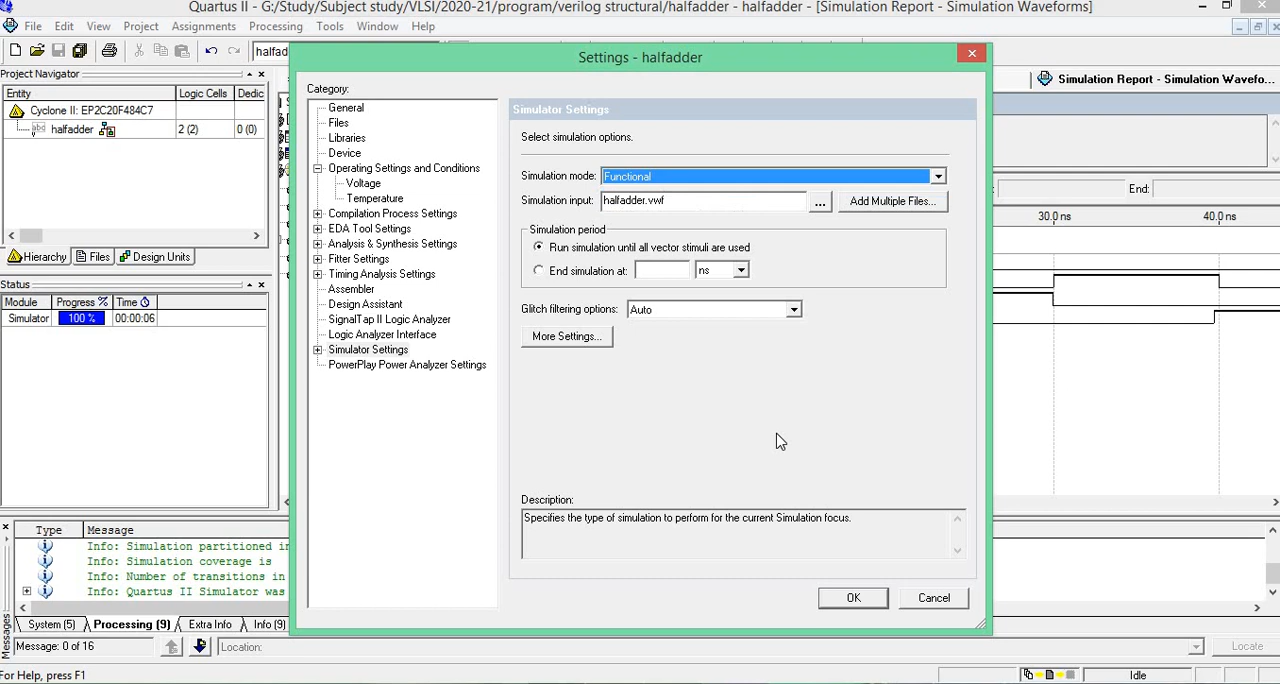 Quartus II - G:/Study/Subject study/VLSI/2020-21/program/verilog structural/halfadder - halfadder - [Simulation Report - Simulation Waveforms]
File Edit View Project Assignments Processing Tools Window Help
halfad
Project Navigator
Entity Logic Cells Dedic
Cyclone II: EP2C20F484C7
halfadder 2 (2) 0 (0)
Hierarchy Files Design Units
Status
Module Progress % Time
Simulator 100 % 00:00:06
Settings - halfadder
Category:
General
Files
Libraries
Device
Operating Settings and Conditions
Voltage
Temperature
Compilation Process Settings
EDA Tool Settings
Analysis & Synthesis Settings
Fitter Settings
Timing Analysis Settings
Assembler
Design Assistant
SignalTap II Logic Analyzer
Logic Analyzer Interface
Simulator Settings
PowerPlay Power Analyzer Settings
Simulator Settings
Select simulation options.
Simulation mode: Functional
Simulation input: halfadder.vwf ... Add Multiple Files...
Simulation period
Run simulation until all vector stimuli are used
End simulation at: ns
Glitch filtering options: Auto
More Settings...
Description:
Specifies the type of simulation to perform for the current Simulation focus.
OK Cancel
Simulation Report - Simulation Wavefo...
End:
30.0 ns 40.0 ns
Type Message
Info: Simulation partitioned in
Info: Simulation coverage is
Info: Number of transitions in
Info: Quartus II Simulator was
System (5) Processing (9) Extra Info Info (9)
Messages
Message: 0 of 16 Location: Locate
For Help, press F1 Idle